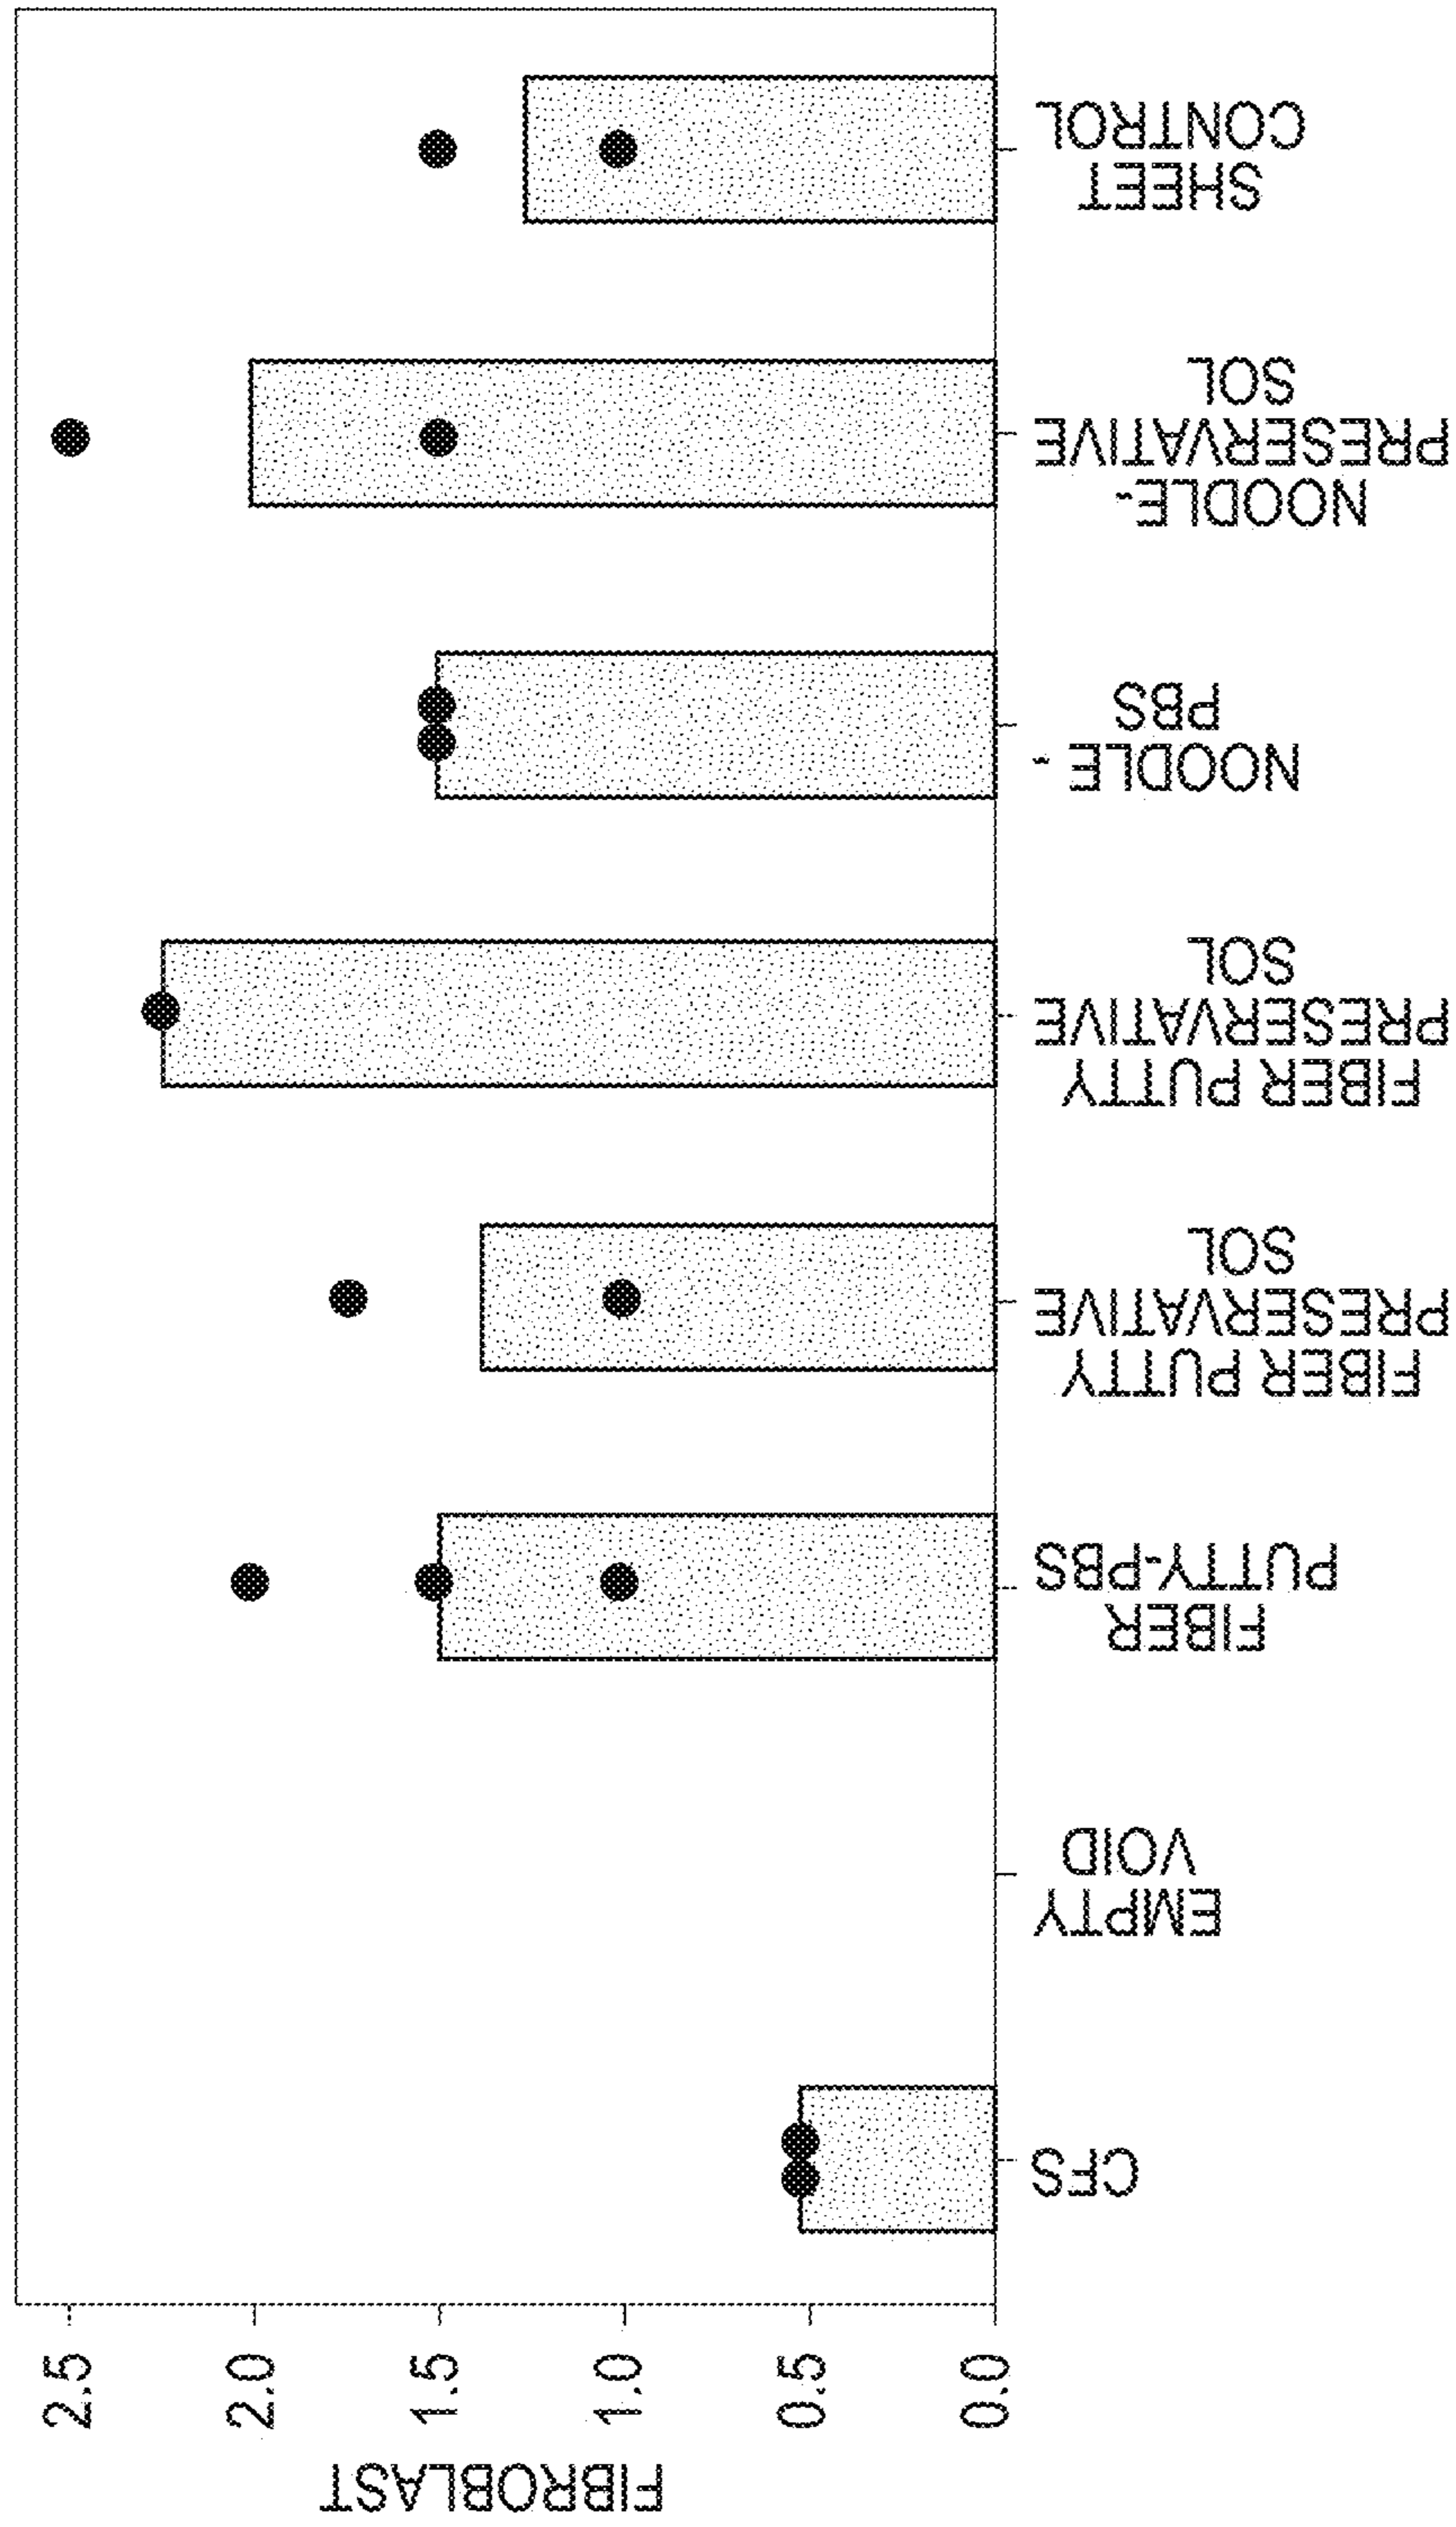 FIBROBLAST
2.5
2.0
1.5
1.0
0.5
0.0
CFS
EMPTY
VOID
FIBER
PUTTY-PBS
FIBER PUTTY
PRESERVATIVE
SOL
FIBER PUTTY
PRESERVATIVE
SOL
NOODLE -
PBS
NOODLE-
PRESERVATIVE
SOL
SHEET
CONTROL